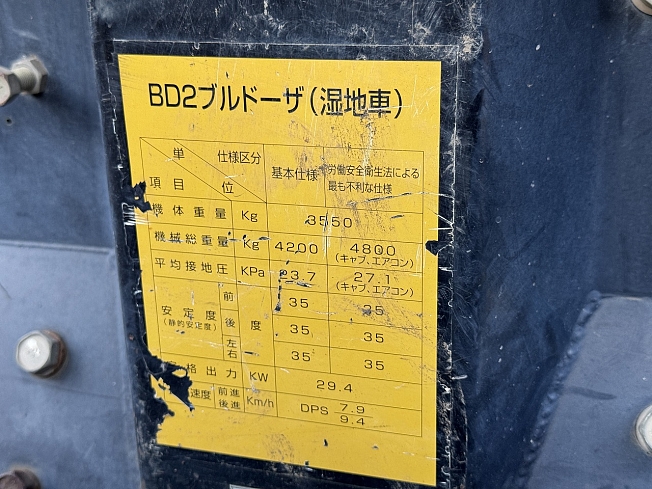 BD2ブルドーザ(湿地車)
単 仕様区分 基本仕様 労働安全衛生法による
項目 位 最も不利な仕様
機体重量 Kg 3550
機械総重量 Kg 4200 4800
(キャブ、エアコン)
平均接地圧 KPa 23.7 27.1
(キャブ、エアコン)
安定度 前 度 35 35
(静的安定度) 後 35 35
左右 35 35
格出力 KW 29.4
速度 前進 Km/h DPS 7.9
後進 9.4